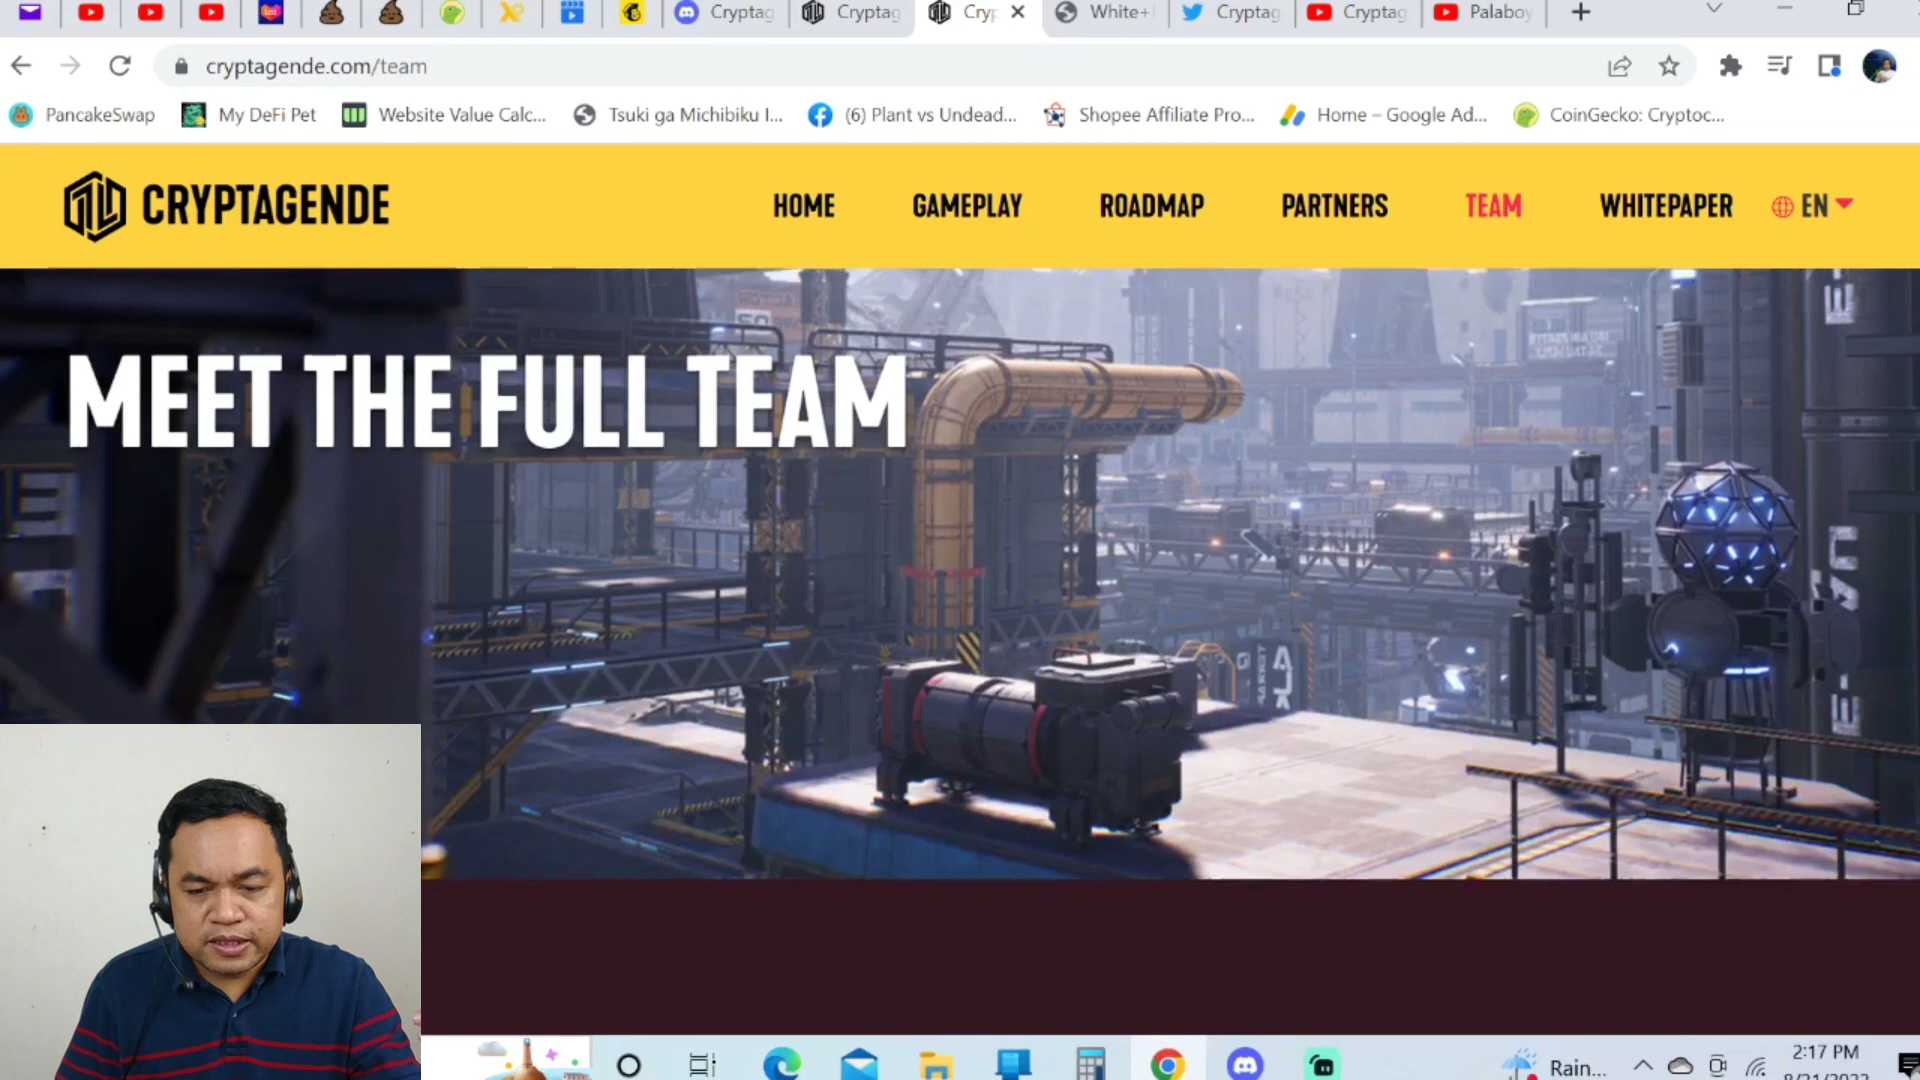 Cryptag Cryptag Cryp White+ Cryptag Cryptag Palaboy
cryptagende.com/team
PancakeSwap My DeFi Pet Website Value Calc... Tsuki ga Michibiku I... (6) Plant vs Undead... Shopee Affiliate Pro... Home – Google Ad... CoinGecko: Cryptoc...
CRYPTAGENDE HOME GAMEPLAY ROADMAP PARTNERS TEAM WHITEPAPER EN
MEET THE FULL TEAM
Rain... 2:17 PM